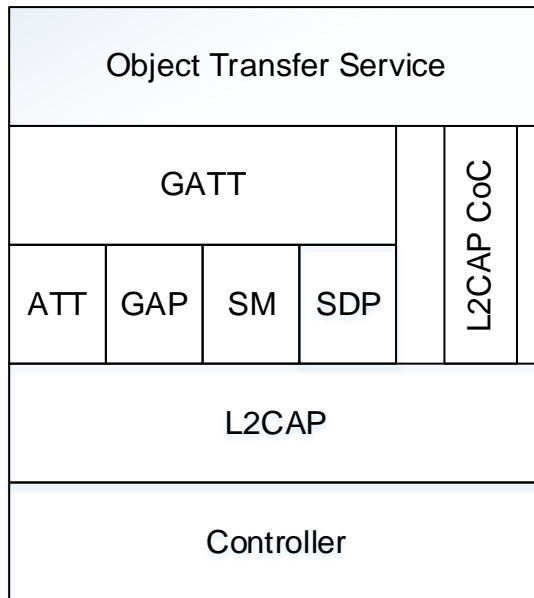 Object Transfer Service
GATT
L2CAP CoC
ATT GAP SM SDP
L2CAP
Controller